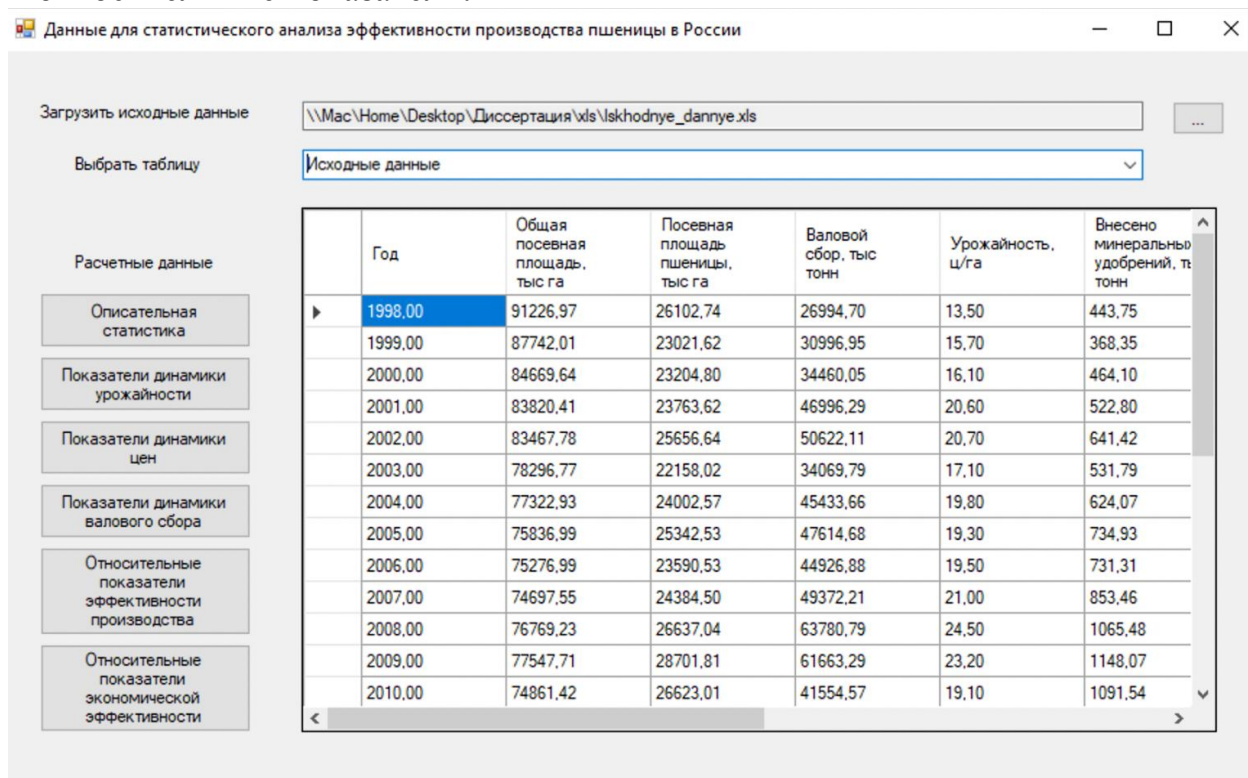 Данные для статистического анализа эффективности производства пшеницы в России
Загрузить исходные данные
\\Mac\Home\Desktop\Диссертация\xls\Iskhodnye_dannye.xls
...
Выбрать таблицу
Исходные данные
Расчетные данные
Описательная
статистика
Показатели динамики
урожайности
Показатели динамики
цен
Показатели динамики
валового сбора
Относительные
показатели
эффективности
производства
Относительные
показатели
экономической
эффективности
Год
Общая
посевная
площадь,
тыс га
Посевная
площадь
пшеницы,
тыс га
Валовой
сбор, тыс
тонн
Урожайность,
ц/га
Внесено
минеральных
удобрений, ть
тонн
1998,00 91226,97 26102,74 26994,70 13,50 443,75
1999,00 87742,01 23021,62 30996,95 15,70 368,35
2000,00 84669,64 23204,80 34460,05 16,10 464,10
2001,00 83820,41 23763,62 46996,29 20,60 522,80
2002,00 83467,78 25656,64 50622,11 20,70 641,42
2003,00 78296,77 22158,02 34069,79 17,10 531,79
2004,00 77322,93 24002,57 45433,66 19,80 624,07
2005,00 75836,99 25342,53 47614,68 19,30 734,93
2006,00 75276,99 23590,53 44926,88 19,50 731,31
2007,00 74697,55 24384,50 49372,21 21,00 853,46
2008,00 76769,23 26637,04 63780,79 24,50 1065,48
2009,00 77547,71 28701,81 61663,29 23,20 1148,07
2010,00 74861,42 26623,01 41554,57 19,10 1091,54